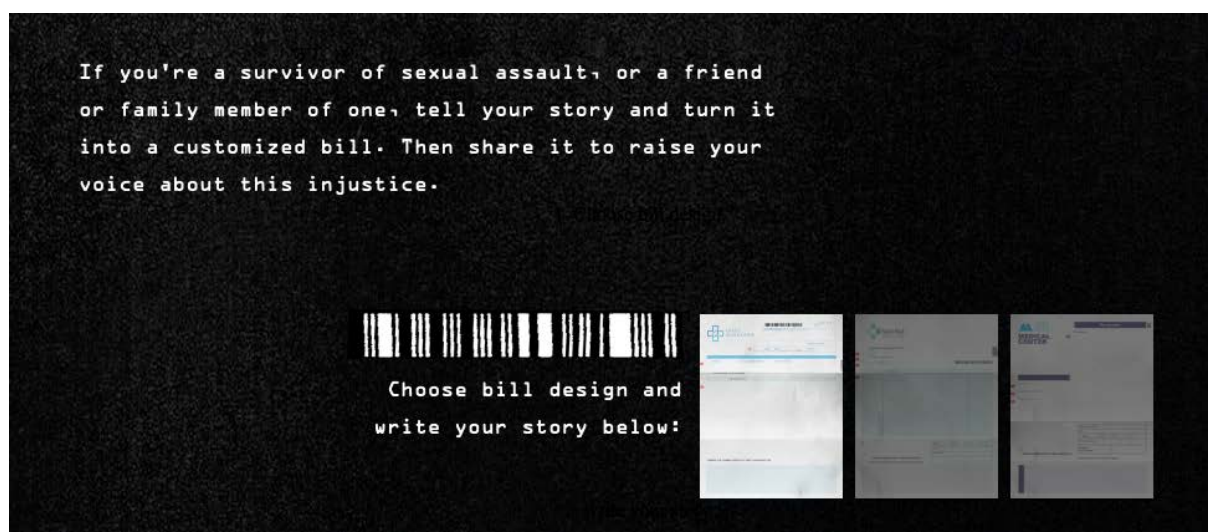 If you're a survivor of sexual assault, or a friend
or family member of one, tell your story and turn it
into a customized bill. Then share it to raise your
voice about this injustice.
Choose bill design and
write your story below:
MEDICAL
CENTER